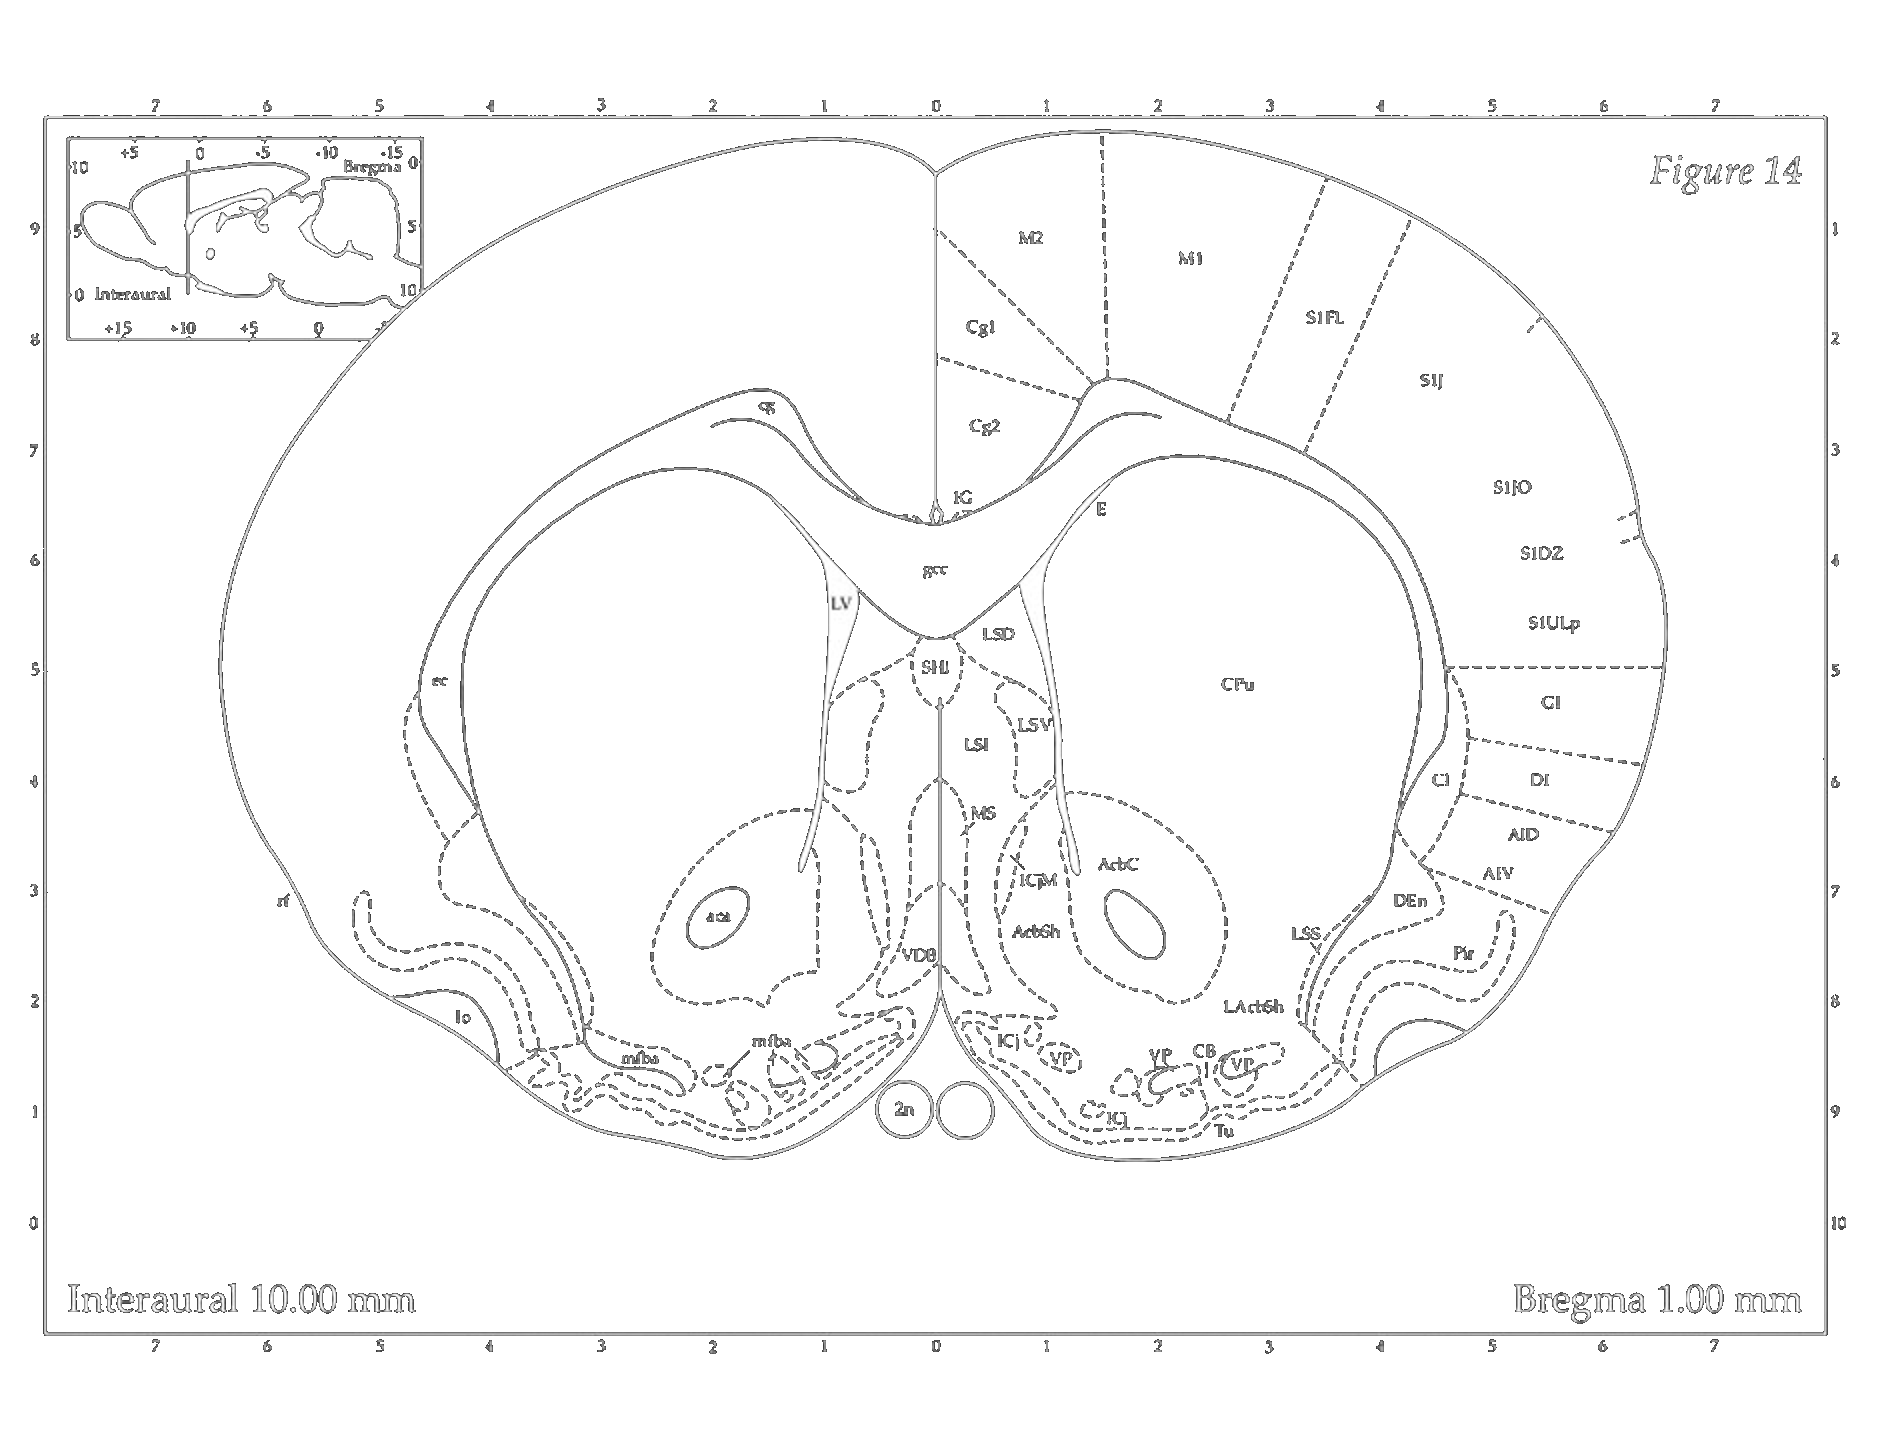 7 6 5 4 3 2 1 0 1 2 3 4 5 6 7
+5 0 -5 -10 -15
10 Bregma 0
Figure 14
5 5
0 Interaural 10
+15 +10 +5 0
9 1
M2
M1
S1FL
Cg1
8 2
S1J
cg
Cg2
7 3
S1JO
IG
E
S1DZ
6 4
gcc
LV
S1ULp
LSD
SHi
5 5
ec
CPu
GI
LSV
LSI
4 6
CI
DI
MS
AID
AcbC
AIV
ICjM
3 7
rf
DEn
aca
AcbSh
LSS
VDB
Pir
2 8
LAcbSh
lo
mfba
ICj
mfba
VP
VP
CB
VP
1 9
2n
ICj
Tu
0 10
Interaural 10.00 mm
Bregma 1.00 mm
7 6 5 4 3 2 1 0 1 2 3 4 5 6 7